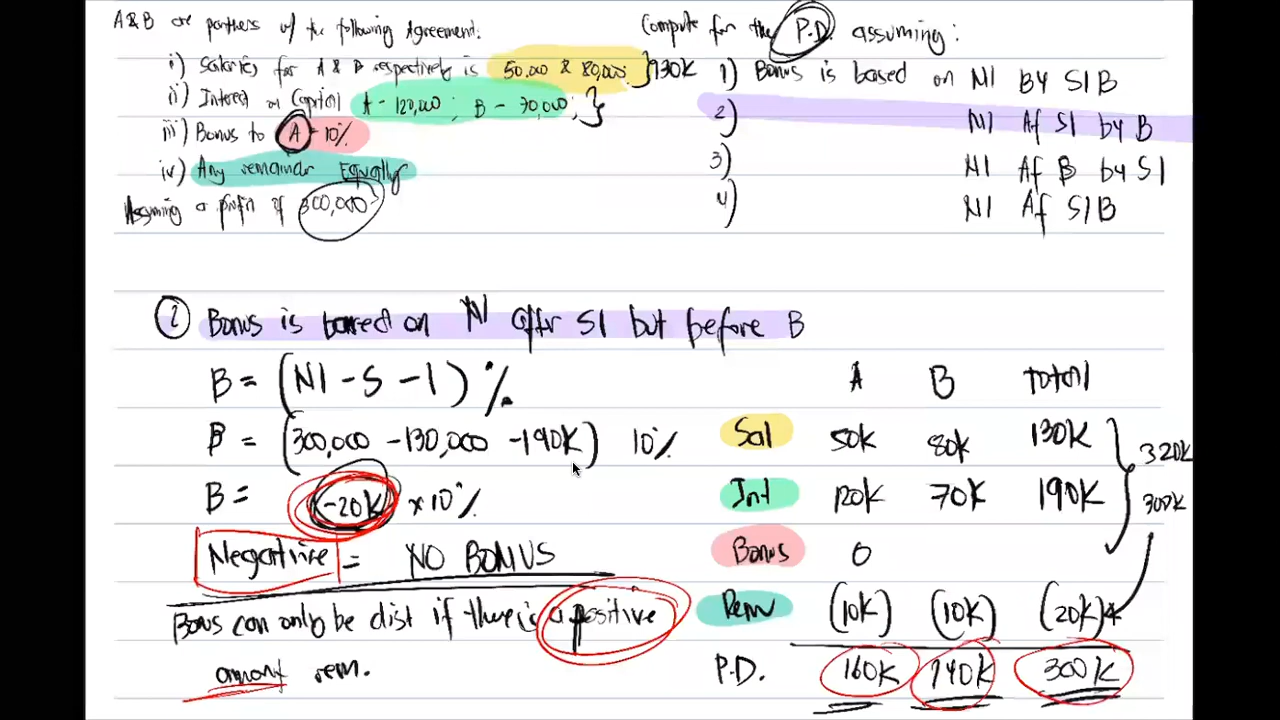 A&B are partners w/ the following Agreement.
i) Salaries for A & B respectively is 50,000 & 80,000; } 130K
ii) Interest on Capital A - 120,000 ; B - 70,000; }
iii) Bonus to A - 10%
iv) Any remainder Equally
Assuming a profit of 300,000
Compute for the P.D. assuming:
1) Bonus is based on NI BY SIB
2) NI Af SI by B
3) NI Af B by SI
4) NI Af SIB
2 Bonus is based on NI after SI but before B
B = (NI - S - I) %
B = (300,000 - 130,000 - 190K) 10%
B = -20K × 10%
Negative = NO BONUS
Bonus can only be dist if there is a positive
amount rem.
A B total
Sal 50K 80K 130K 320K
Int 120K 70K 190K 300K
Bonus 0
Rem (10K) (10K) (20K)
P.D. 160K 140K 300K